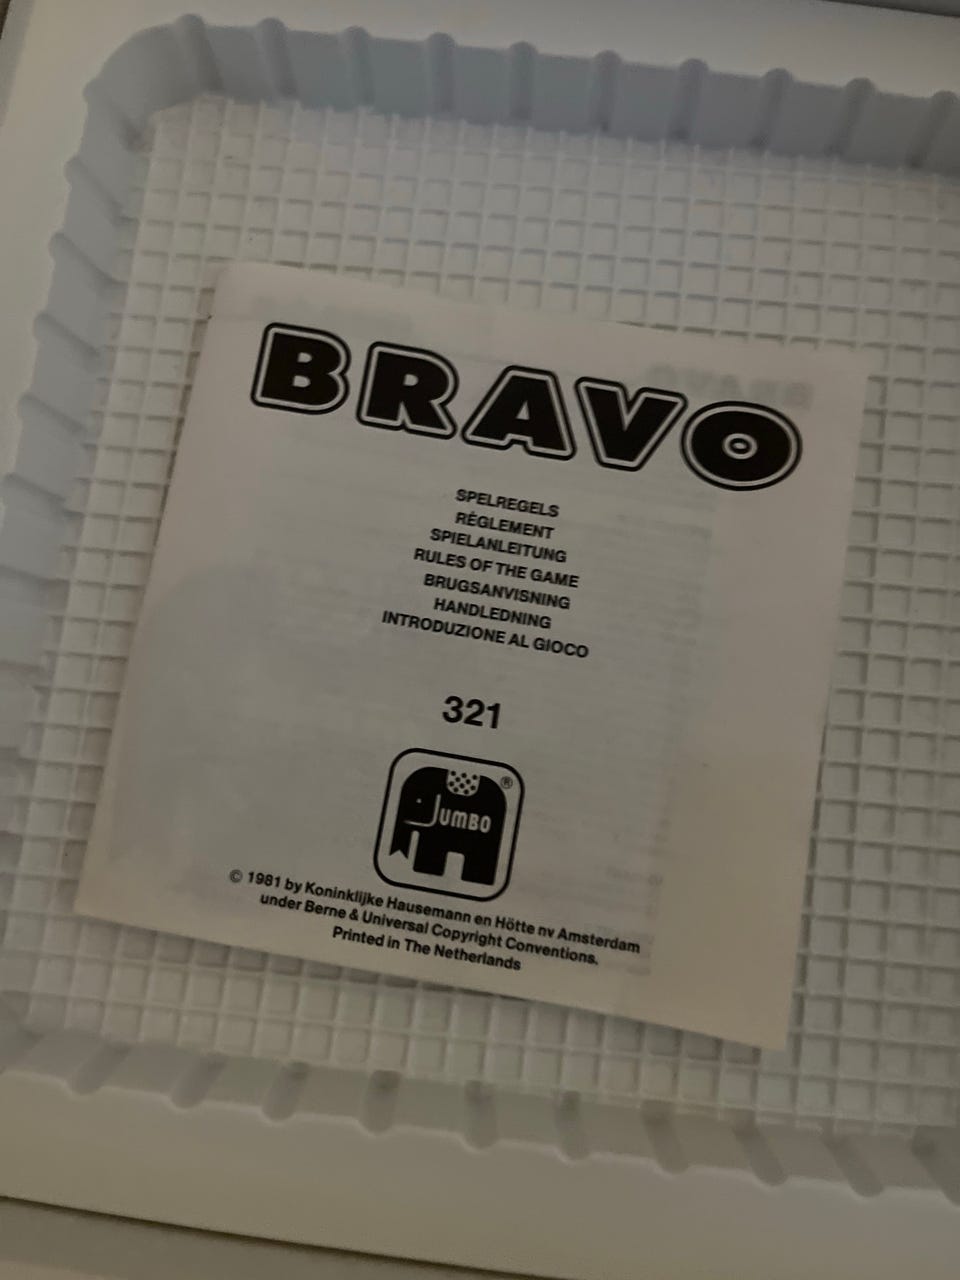 BRAVO
SPELREGELS
RÈGLEMENT
SPIELANLEITUNG
RULES OF THE GAME
BRUGSANVISNING
HANDLEDNING
INTRODUZIONE AL GIOCO
321
®
JUMBO
© 1981 by Koninklijke Hausemann en Hötte nv Amsterdam
under Berne & Universal Copyright Conventions.
Printed in The Netherlands